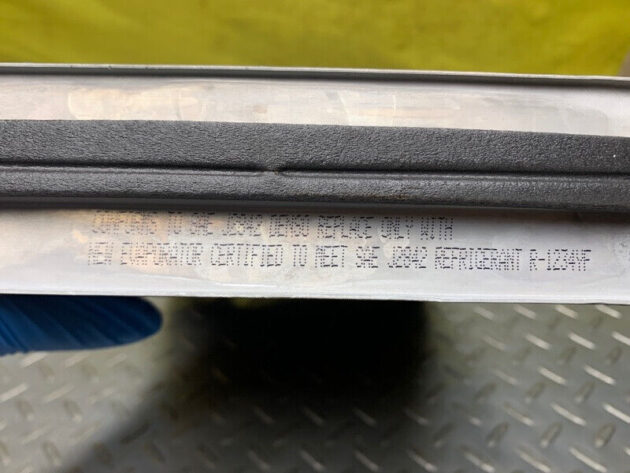 CONFORMS TO SAE J2842 DENSO REPLACE ONLY WITH
NEW EVAPORATOR CERTIFIED TO MEET SAE J2842 REFRIGERANT R-1234YF